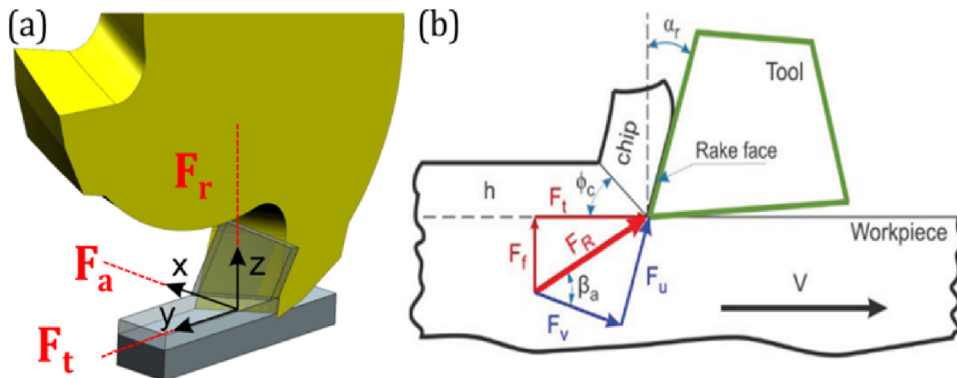 (a)
F_r
F_a
x
z
y
F_t
(b)
α_r
Tool
chip
Rake face
h
ϕ_c
F_t
F_f
F_R
Workpiece
β_a
F_u
F_v
V